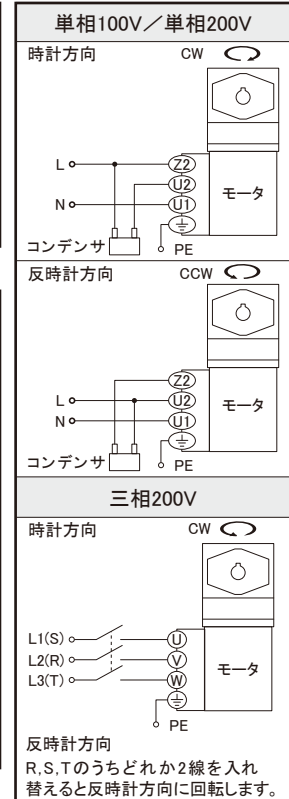 単相100V／単相200V
時計方向 CW
L
Z2
U2
モータ
N
U1
コンデンサ
PE
反時計方向 CCW
Z2
L
U2
モータ
N
U1
コンデンサ
PE
三相200V
時計方向 CW
L1(S)
U
L2(R)
V
モータ
L3(T)
W
PE
反時計方向
R,S,Tのうちどれか2線を入れ
替えると反時計方向に回転します。